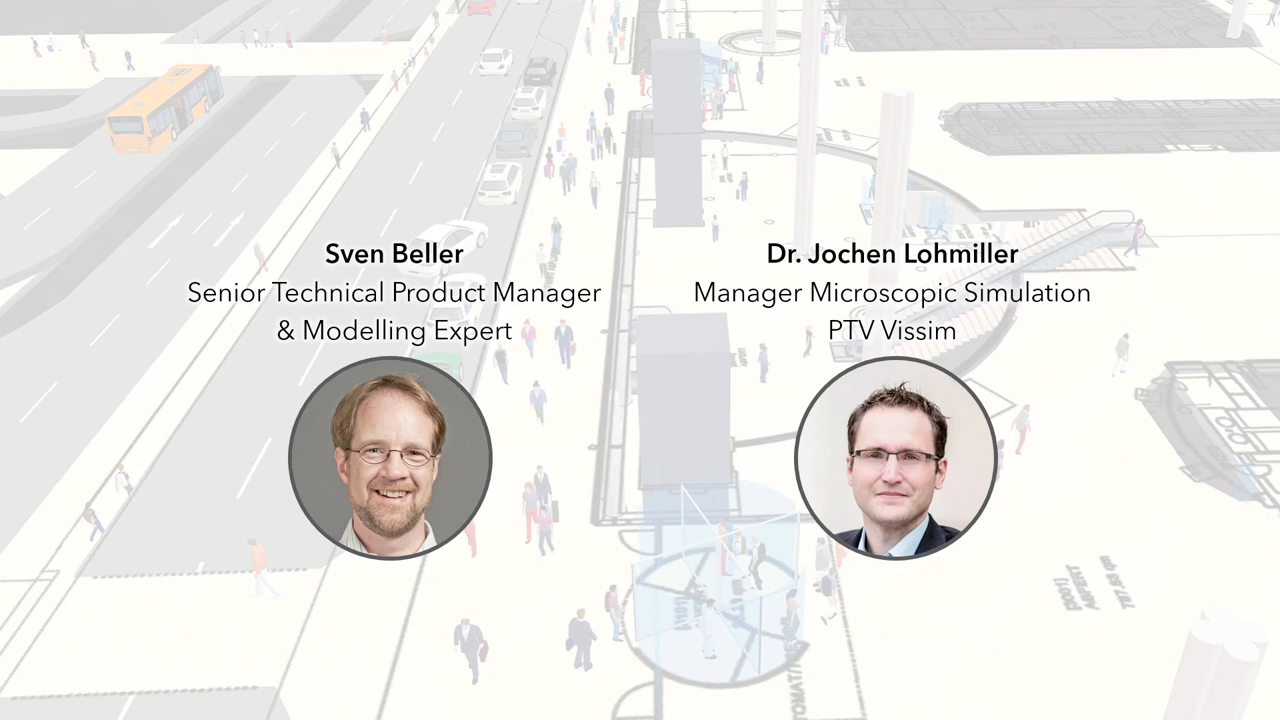 Sven Beller
Senior Technical Product Manager
& Modelling Expert
Dr. Jochen Lohmiller
Manager Microscopic Simulation
PTV Vissim